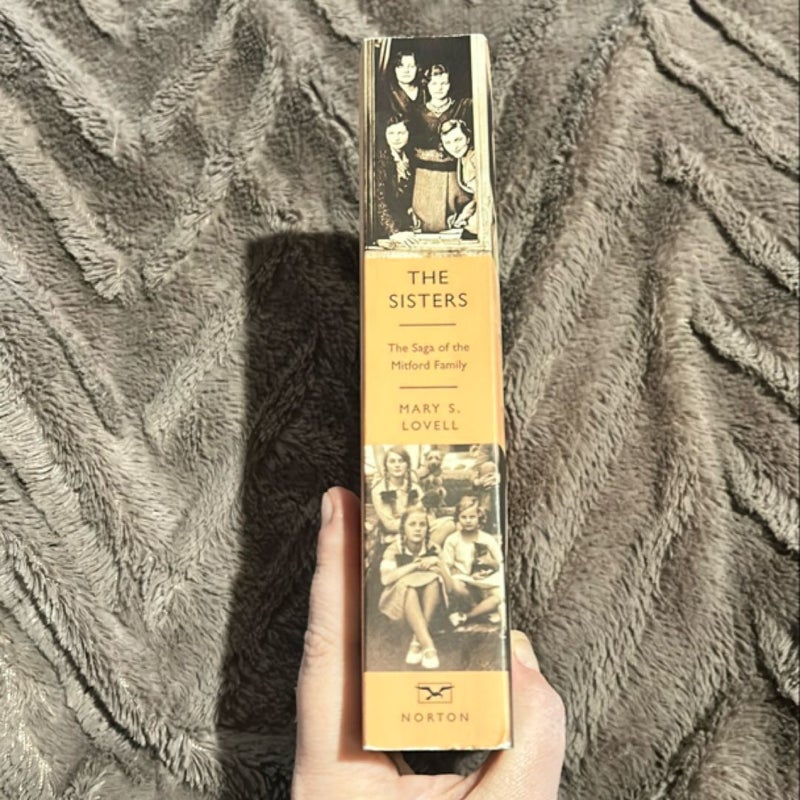 THE
SISTERS
The Saga of the
Mitford Family
MARY S.
LOVELL
NORTON